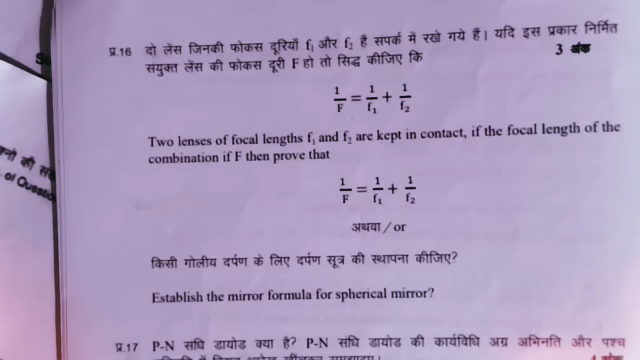 प्र.16 दो लेंस जिनकी फोकस दूरियाँ f₁ और f₂ है संपर्क में रखे गये हैं। यदि इस प्रकार निर्मित
संयुक्त लेंस की फोकस दूरी F हो तो सिद्ध कीजिए कि 3 अंक
1/F = 1/f₁ + 1/f₂
Two lenses of focal lengths f₁ and f₂ are kept in contact, if the focal length of the
combination if F then prove that
1/F = 1/f₁ + 1/f₂
अथवा / or
किसी गोलीय दर्पण के लिए दर्पण सूत्र की स्थापना कीजिए?
Establish the mirror formula for spherical mirror?
प्र.17 P-N संधि डायोड क्या है? P-N संधि डायोड की कार्यविधि अग्र अभिनति और पश्च
of Questio